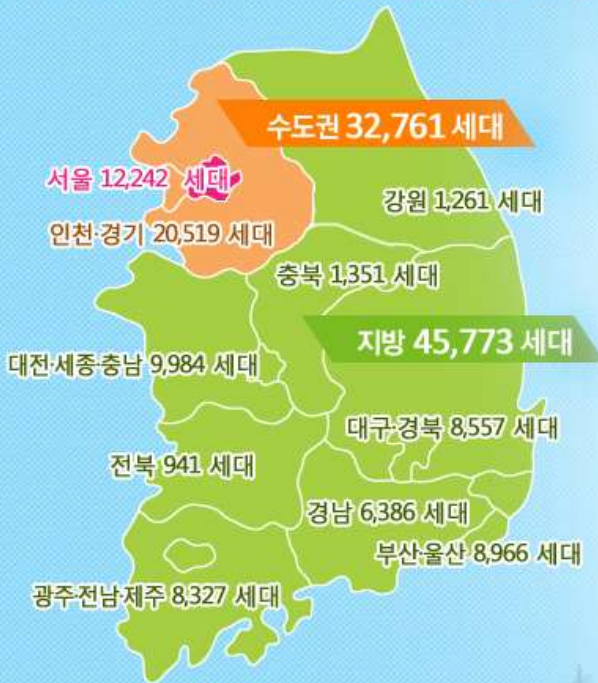 수도권 32,761 세대
서울 12,242 세대
강원 1,261 세대
인천·경기 20,519 세대
충북 1,351 세대
지방 45,773 세대
대전·세종·충남 9,984 세대
대구·경북 8,557 세대
전북 941 세대
경남 6,386 세대
부산·울산 8,966 세대
광주·전남·제주 8,327 세대